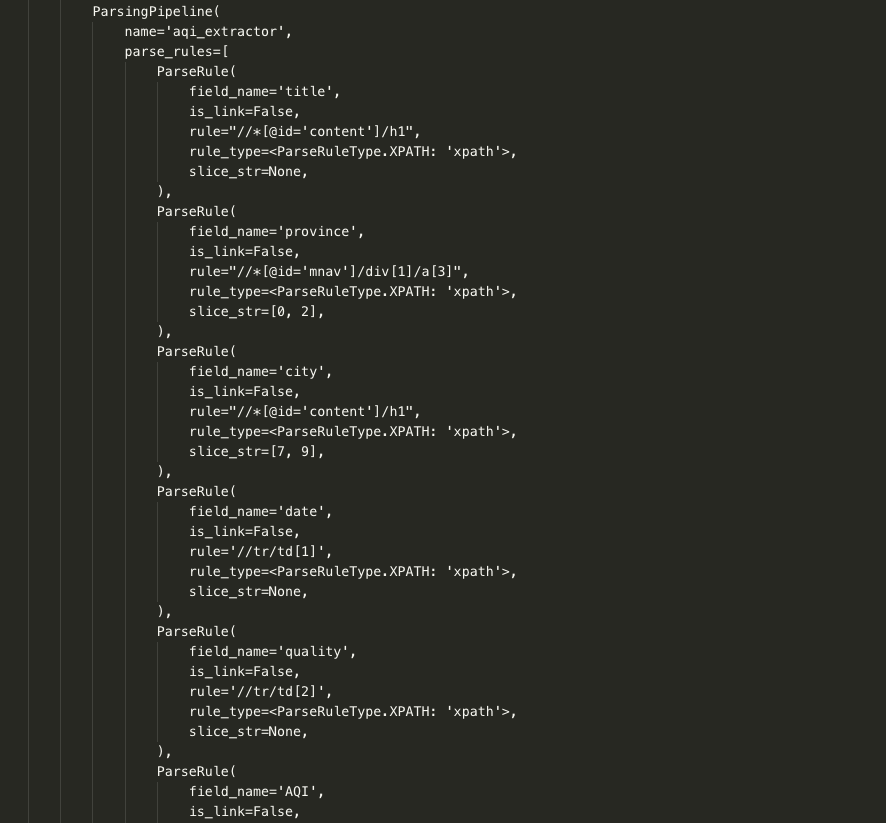 ParsingPipeline(
name='aqi_extractor',
parse_rules=[
ParseRule(
field_name='title',
is_link=False,
rule="//*[@id='content']/h1",
rule_type=<ParseRuleType.XPATH: 'xpath'>,
slice_str=None,
),
ParseRule(
field_name='province',
is_link=False,
rule="//*[@id='mnav']/div[1]/a[3]",
rule_type=<ParseRuleType.XPATH: 'xpath'>,
slice_str=[0, 2],
),
ParseRule(
field_name='city',
is_link=False,
rule="//*[@id='content']/h1",
rule_type=<ParseRuleType.XPATH: 'xpath'>,
slice_str=[7, 9],
),
ParseRule(
field_name='date',
is_link=False,
rule='//tr/td[1]',
rule_type=<ParseRuleType.XPATH: 'xpath'>,
slice_str=None,
),
ParseRule(
field_name='quality',
is_link=False,
rule='//tr/td[2]',
rule_type=<ParseRuleType.XPATH: 'xpath'>,
slice_str=None,
),
ParseRule(
field_name='AQI',
is_link=False,